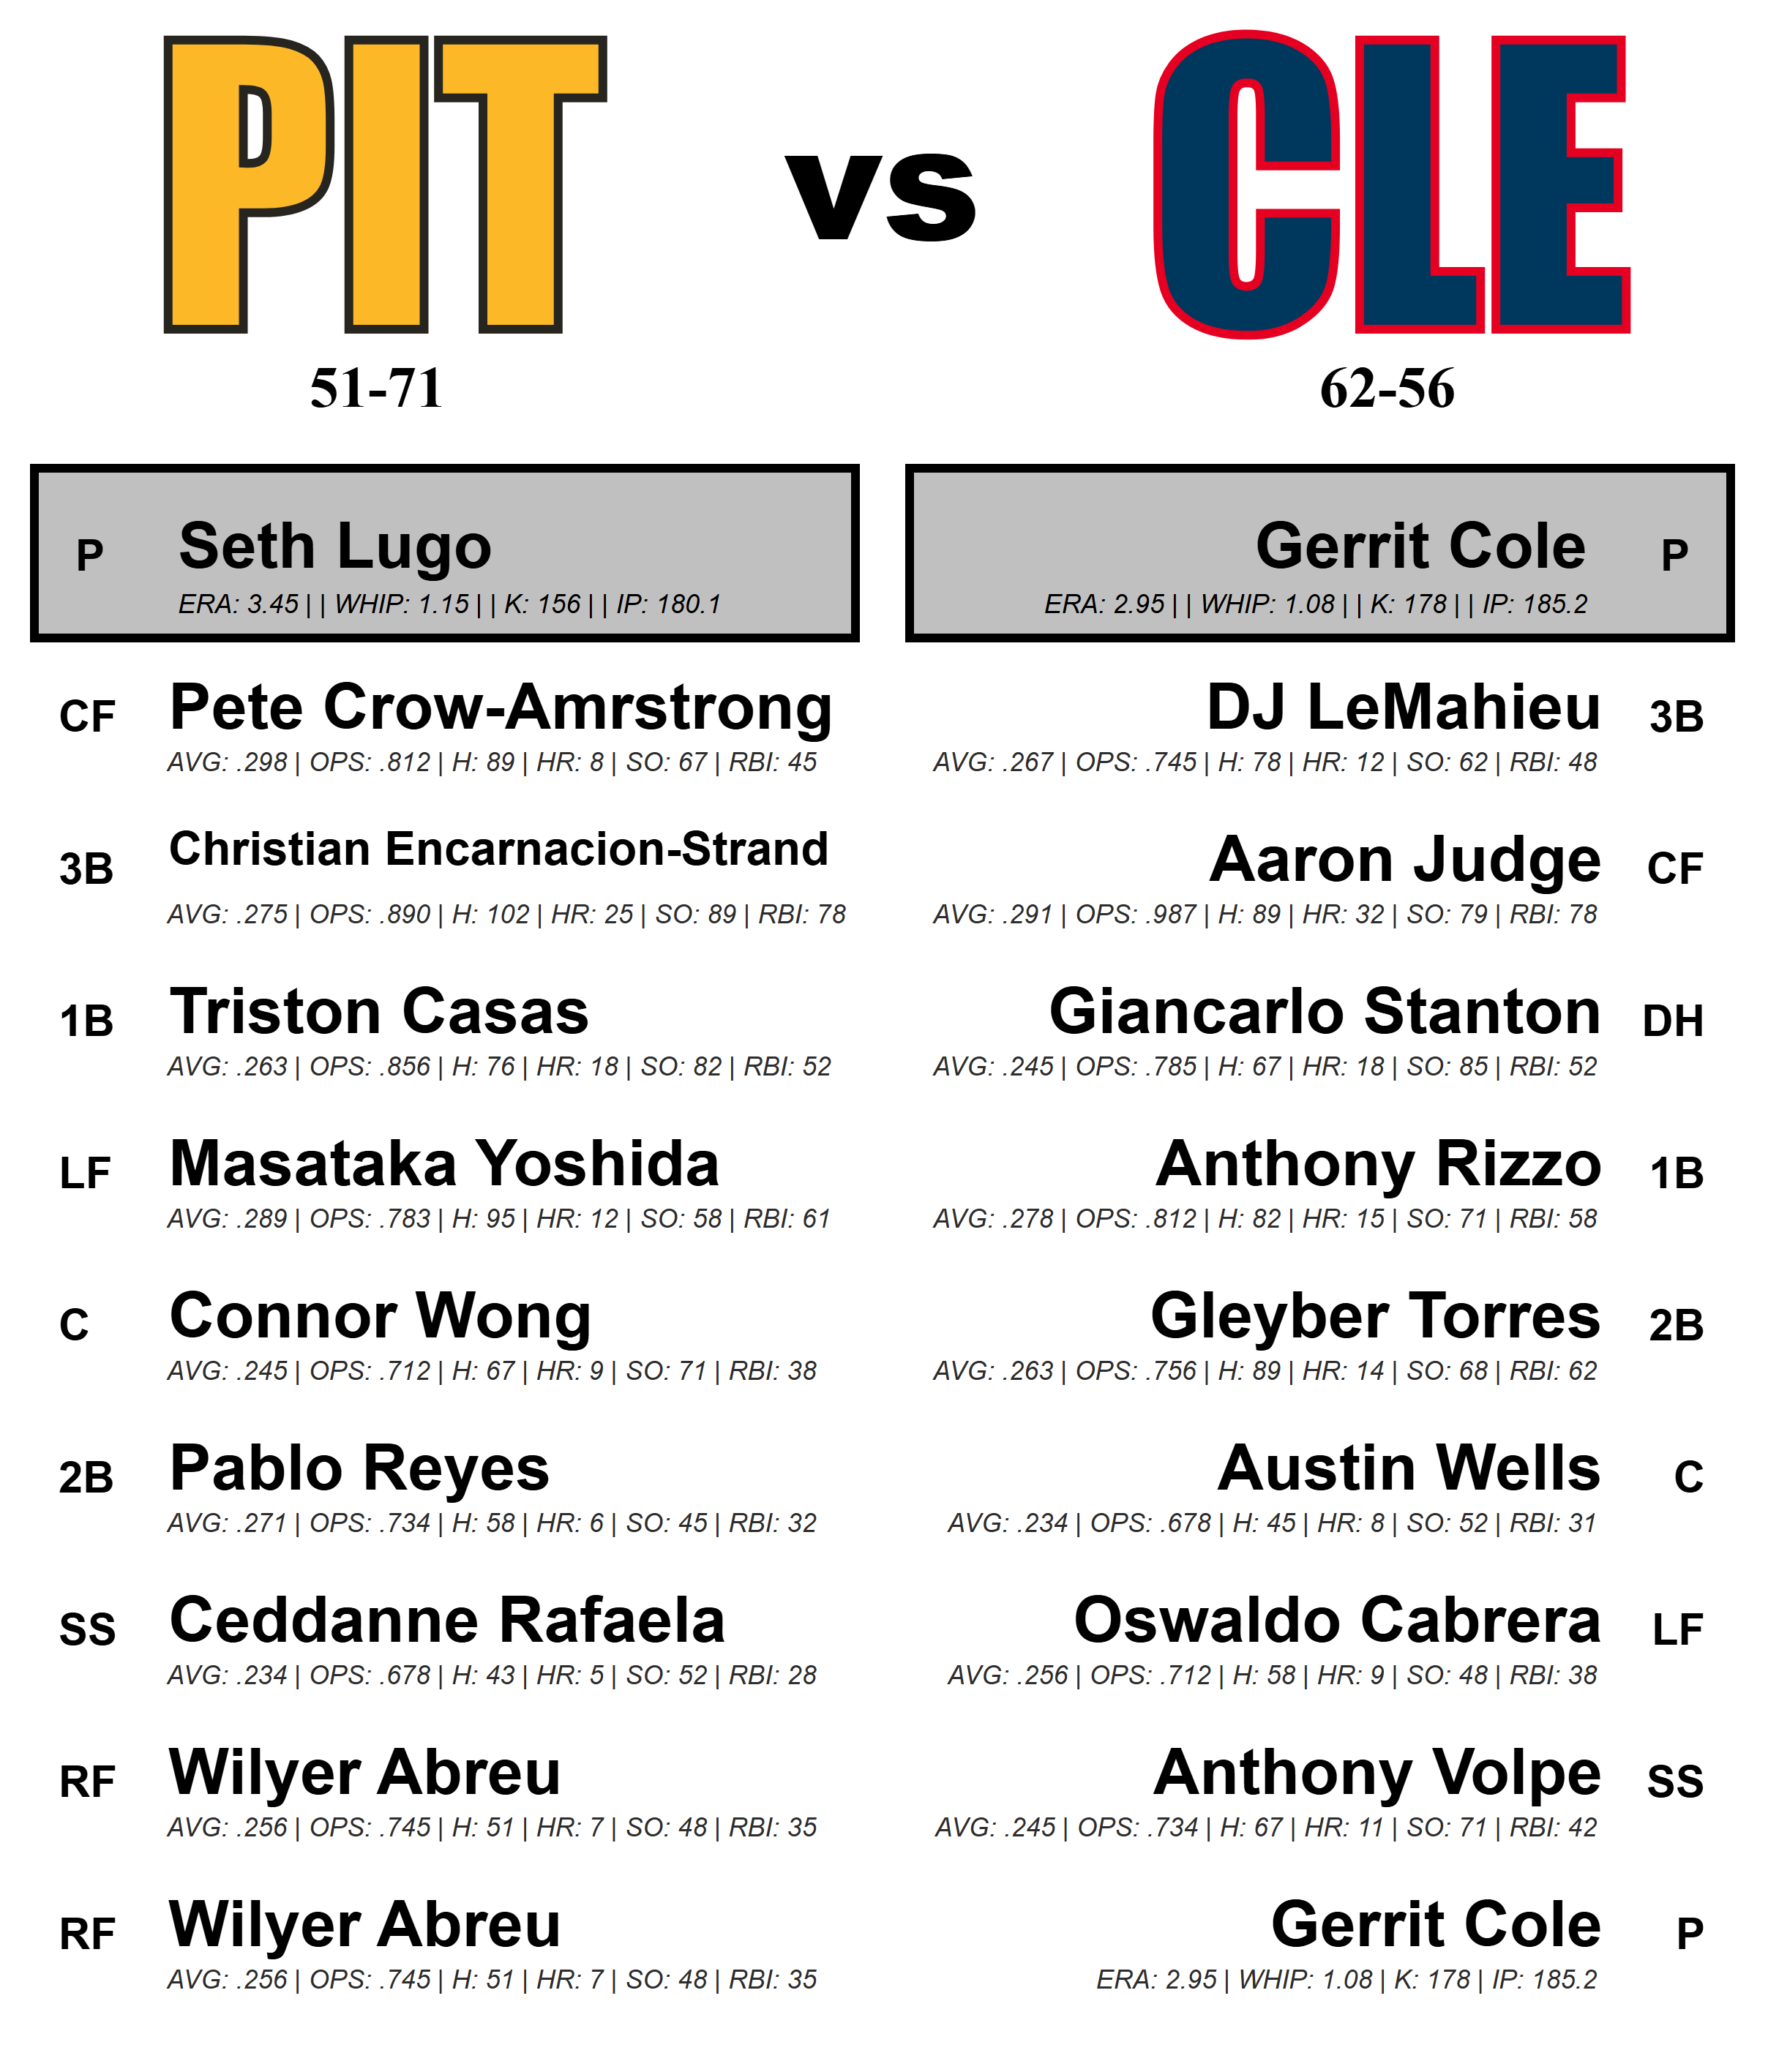 PIT
vs
CLE
51-71
62-56
P Seth Lugo
ERA: 3.45 | | WHIP: 1.15 | | K: 156 | | IP: 180.1
Gerrit Cole P
ERA: 2.95 | | WHIP: 1.08 | | K: 178 | | IP: 185.2
CF Pete Crow-Amrstrong
AVG: .298 | OPS: .812 | H: 89 | HR: 8 | SO: 67 | RBI: 45
3B Christian Encarnacion-Strand
AVG: .275 | OPS: .890 | H: 102 | HR: 25 | SO: 89 | RBI: 78
1B Triston Casas
AVG: .263 | OPS: .856 | H: 76 | HR: 18 | SO: 82 | RBI: 52
LF Masataka Yoshida
AVG: .289 | OPS: .783 | H: 95 | HR: 12 | SO: 58 | RBI: 61
C Connor Wong
AVG: .245 | OPS: .712 | H: 67 | HR: 9 | SO: 71 | RBI: 38
2B Pablo Reyes
AVG: .271 | OPS: .734 | H: 58 | HR: 6 | SO: 45 | RBI: 32
SS Ceddanne Rafaela
AVG: .234 | OPS: .678 | H: 43 | HR: 5 | SO: 52 | RBI: 28
RF Wilyer Abreu
AVG: .256 | OPS: .745 | H: 51 | HR: 7 | SO: 48 | RBI: 35
RF Wilyer Abreu
AVG: .256 | OPS: .745 | H: 51 | HR: 7 | SO: 48 | RBI: 35
DJ LeMahieu 3B
AVG: .267 | OPS: .745 | H: 78 | HR: 12 | SO: 62 | RBI: 48
Aaron Judge CF
AVG: .291 | OPS: .987 | H: 89 | HR: 32 | SO: 79 | RBI: 78
Giancarlo Stanton DH
AVG: .245 | OPS: .785 | H: 67 | HR: 18 | SO: 85 | RBI: 52
Anthony Rizzo 1B
AVG: .278 | OPS: .812 | H: 82 | HR: 15 | SO: 71 | RBI: 58
Gleyber Torres 2B
AVG: .263 | OPS: .756 | H: 89 | HR: 14 | SO: 68 | RBI: 62
Austin Wells C
AVG: .234 | OPS: .678 | H: 45 | HR: 8 | SO: 52 | RBI: 31
Oswaldo Cabrera LF
AVG: .256 | OPS: .712 | H: 58 | HR: 9 | SO: 48 | RBI: 38
Anthony Volpe SS
AVG: .245 | OPS: .734 | H: 67 | HR: 11 | SO: 71 | RBI: 42
Gerrit Cole P
ERA: 2.95 | WHIP: 1.08 | K: 178 | IP: 185.2